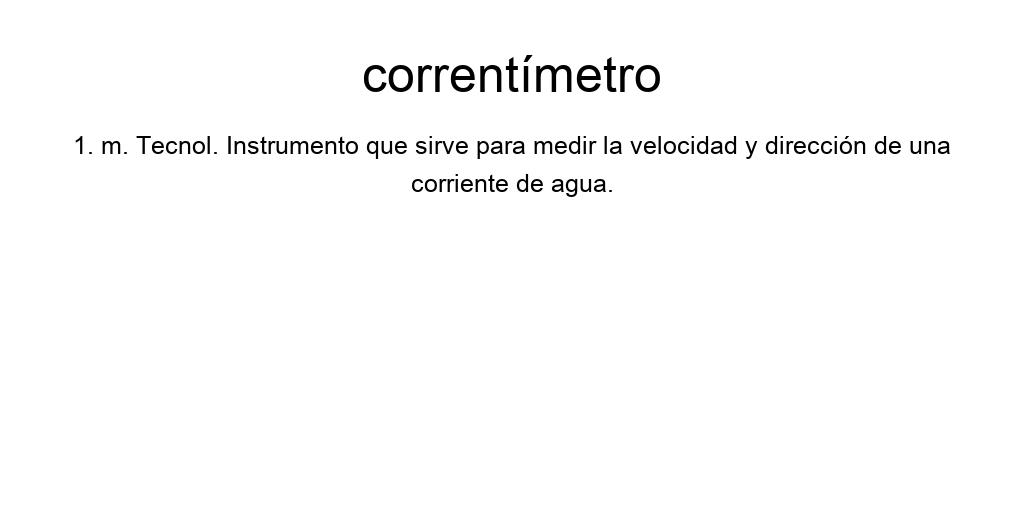 correntímetro
1. m. Tecnol. Instrumento que sirve para medir la velocidad y dirección de una
corriente de agua.